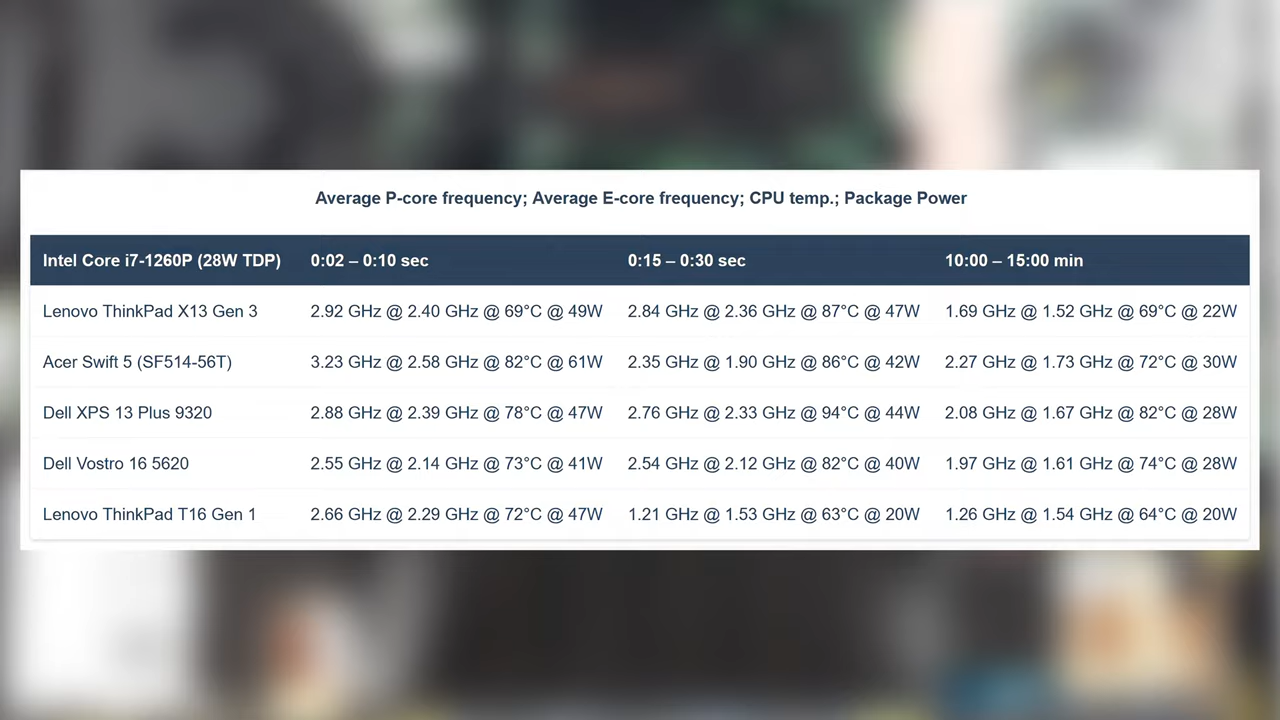 Average P-core frequency; Average E-core frequency; CPU temp.; Package Power
Intel Core i7-1260P (28W TDP) 0:02 – 0:10 sec 0:15 – 0:30 sec 10:00 – 15:00 min
Lenovo ThinkPad X13 Gen 3 2.92 GHz @ 2.40 GHz @ 69°C @ 49W 2.84 GHz @ 2.36 GHz @ 87°C @ 47W 1.69 GHz @ 1.52 GHz @ 69°C @ 22W
Acer Swift 5 (SF514-56T) 3.23 GHz @ 2.58 GHz @ 82°C @ 61W 2.35 GHz @ 1.90 GHz @ 86°C @ 42W 2.27 GHz @ 1.73 GHz @ 72°C @ 30W
Dell XPS 13 Plus 9320 2.88 GHz @ 2.39 GHz @ 78°C @ 47W 2.76 GHz @ 2.33 GHz @ 94°C @ 44W 2.08 GHz @ 1.67 GHz @ 82°C @ 28W
Dell Vostro 16 5620 2.55 GHz @ 2.14 GHz @ 73°C @ 41W 2.54 GHz @ 2.12 GHz @ 82°C @ 40W 1.97 GHz @ 1.61 GHz @ 74°C @ 28W
Lenovo ThinkPad T16 Gen 1 2.66 GHz @ 2.29 GHz @ 72°C @ 47W 1.21 GHz @ 1.53 GHz @ 63°C @ 20W 1.26 GHz @ 1.54 GHz @ 64°C @ 20W